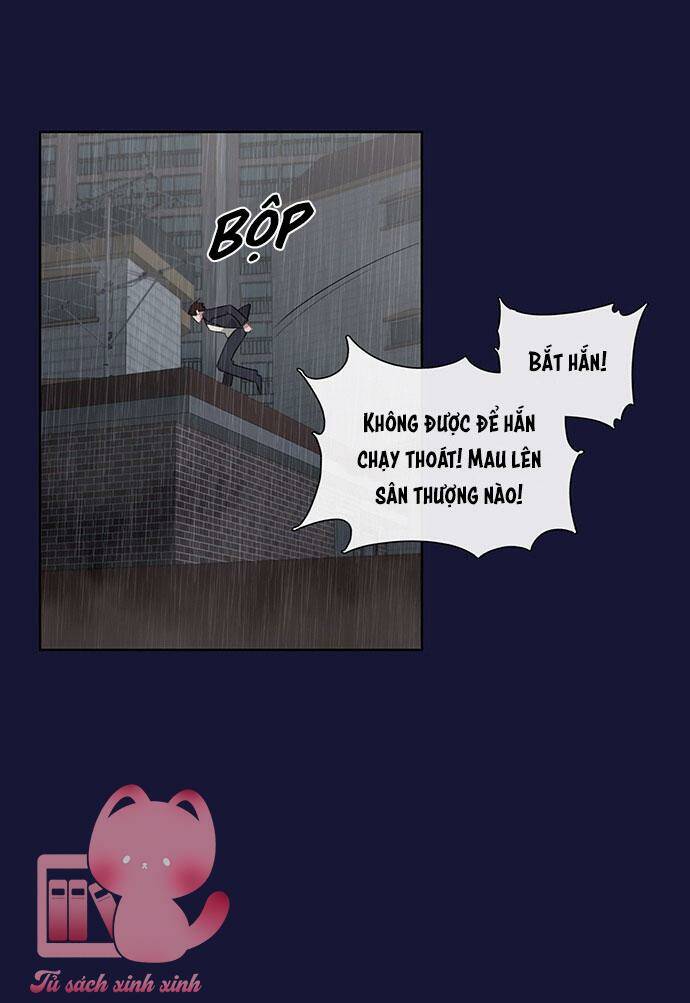 BỘP
BẮT HẮN!
KHÔNG ĐƯỢC ĐỂ HẮN
CHẠY THOÁT! MAU LÊN
SÂN THƯỢNG NÀO!
Tủ sách xinh xinh